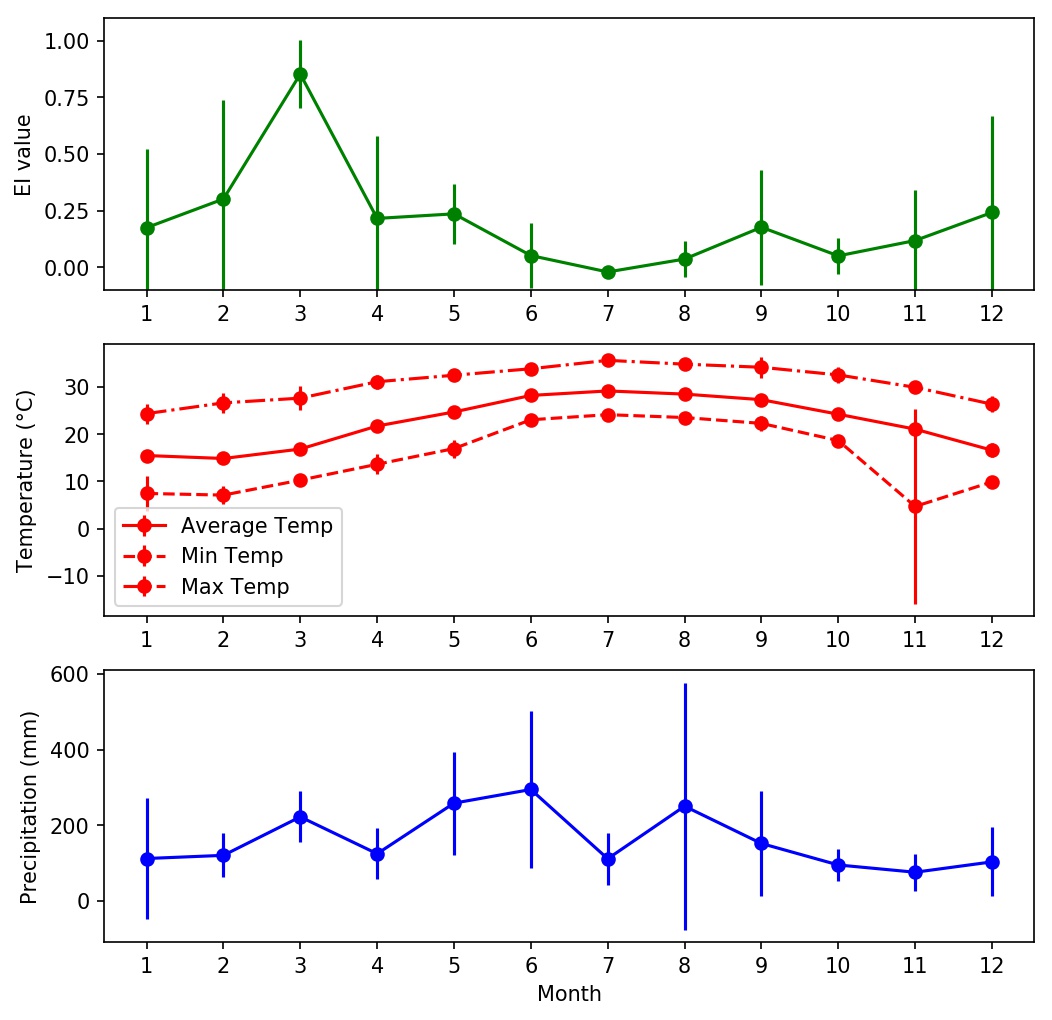 EI value
1.00
0.75
0.50
0.25
0.00
1 2 3 4 5 6 7 8 9 10 11 12
Temperature (°C)
30
20
10
0
−10
Average Temp
Min Temp
Max Temp
1 2 3 4 5 6 7 8 9 10 11 12
Precipitation (mm)
600
400
200
0
1 2 3 4 5 6 7 8 9 10 11 12
Month